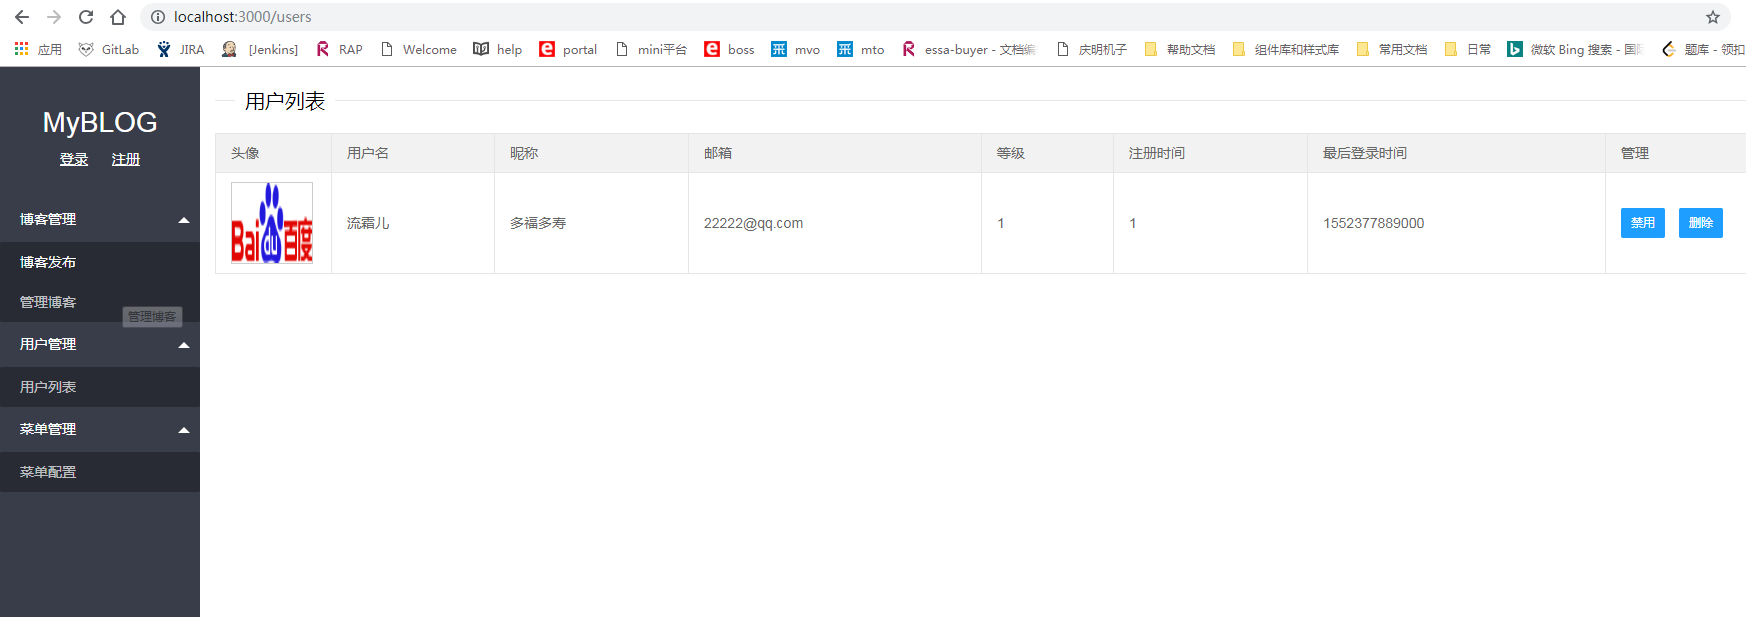 localhost:3000/users
应用 GitLab JIRA [Jenkins] RAP Welcome help portal mini平台 boss mvo mto essa-buyer - 文档编 庆明机子 帮助文档 组件库和样式库 常用文档 日常 微软 Bing 搜索 - 国 题库 - 领扣
MyBLOG
登录 注册
博客管理
博客发布
管理博客
管理博客
用户管理
用户列表
菜单管理
菜单配置
用户列表
头像 用户名 昵称 邮箱 等级 注册时间 最后登录时间 管理
Bai du 百度 流霜儿 多福多寿 22222@qq.com 1 1 1552377889000 禁用 删除